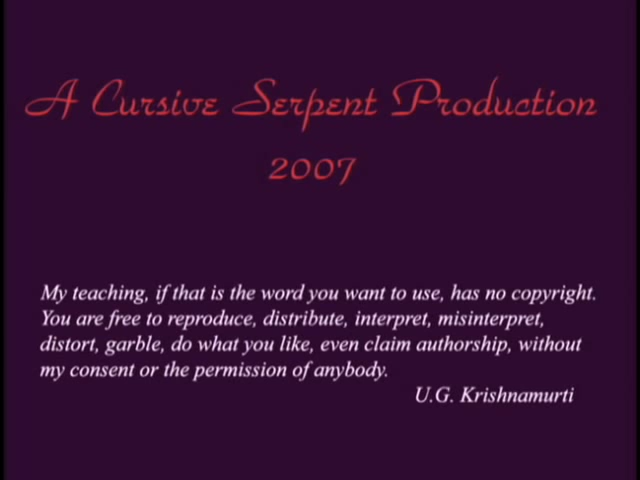 A Cursive Serpent Production
2007
My teaching, if that is the word you want to use, has no copyright.
You are free to reproduce, distribute, interpret, misinterpret,
distort, garble, do what you like, even claim authorship, without
my consent or the permission of anybody.
U.G. Krishnamurti